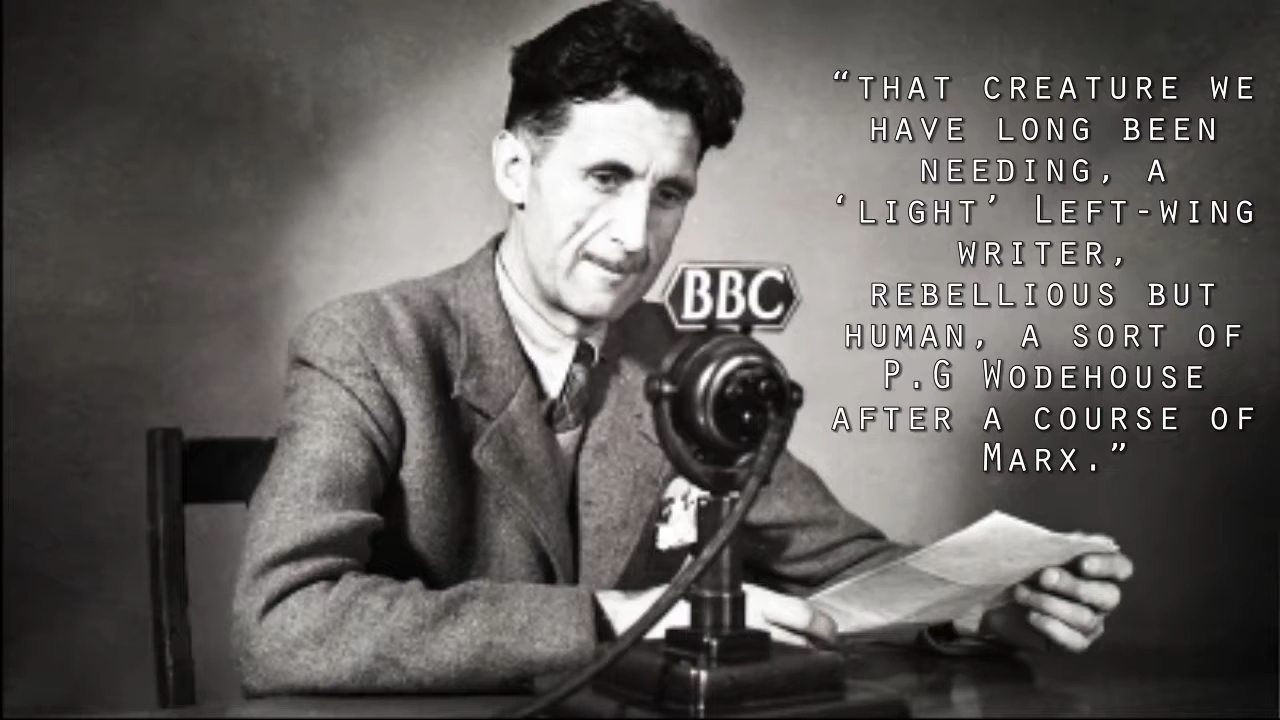 BBC
“THAT CREATURE WE
HAVE LONG BEEN
NEEDING, A
‘LIGHT’ LEFT-WING
WRITER,
REBELLIOUS BUT
HUMAN, A SORT OF
P.G WODEHOUSE
AFTER A COURSE OF
MARX.”